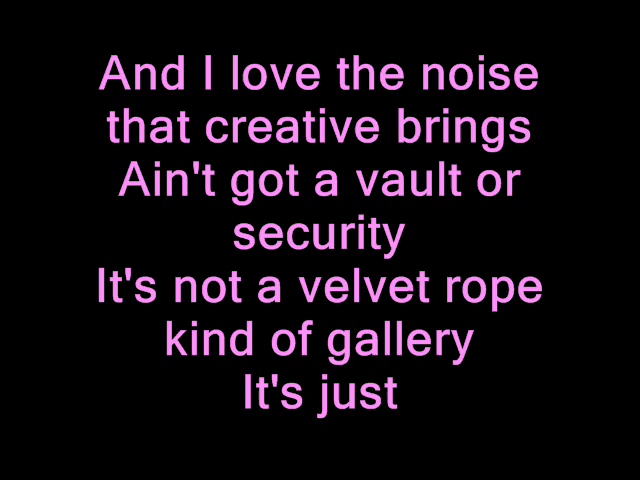 And I love the noise
that creative brings
Ain't got a vault or
security
It's not a velvet rope
kind of gallery
It's just